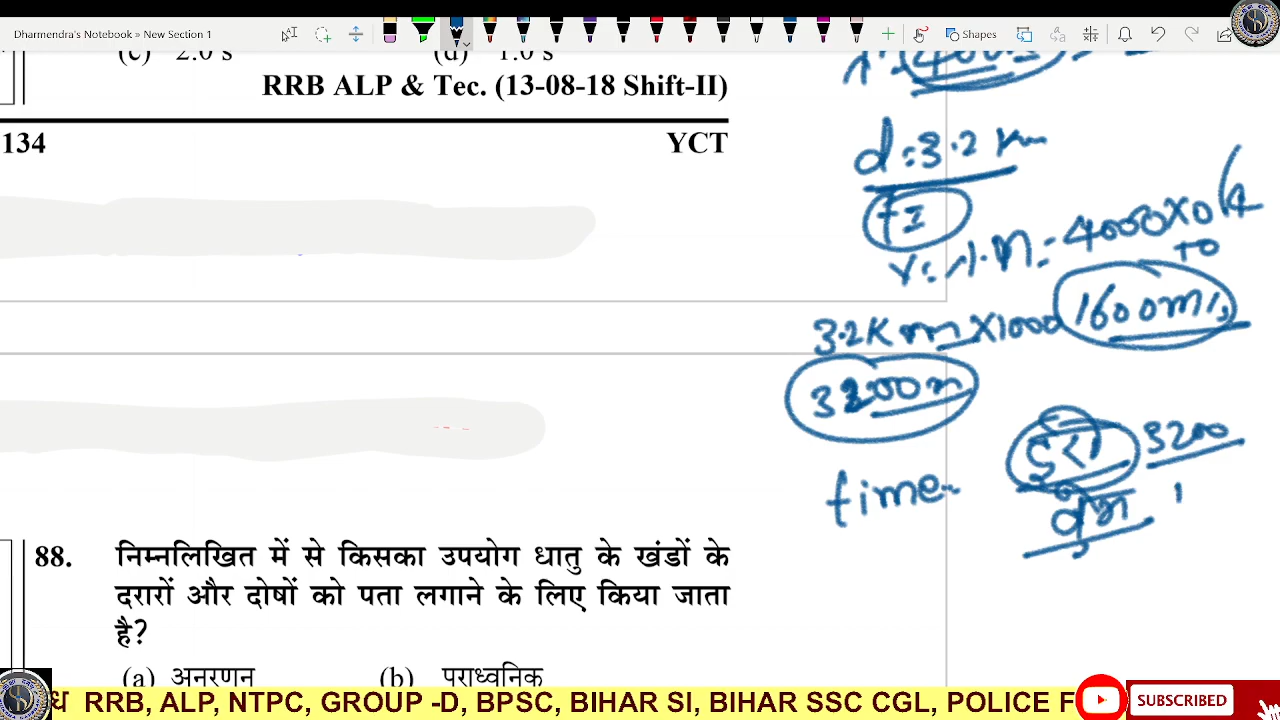 Dharmendra's Notebook » New Section 1
Shapes
(c) 2.0 s (d) 1.0 s
RRB ALP & Tec. (13-08-18 Shift-II)
134 YCT
d = 3.2 km
v = n = 4000 × 0.4
1600 m/s
3.2 Km × 1000
3200 m
time = दूरी 3200
वेग 1
88. निम्नलिखित में से किसका उपयोग धातु के खंडों के
दरारों और दोषों को पता लगाने के लिए किया जाता
है?
(a) अनुरणन (b) पराध्वनिक
RRB, ALP, NTPC, GROUP -D, BPSC, BIHAR SI, BIHAR SSC CGL, POLICE F
SUBSCRIBED